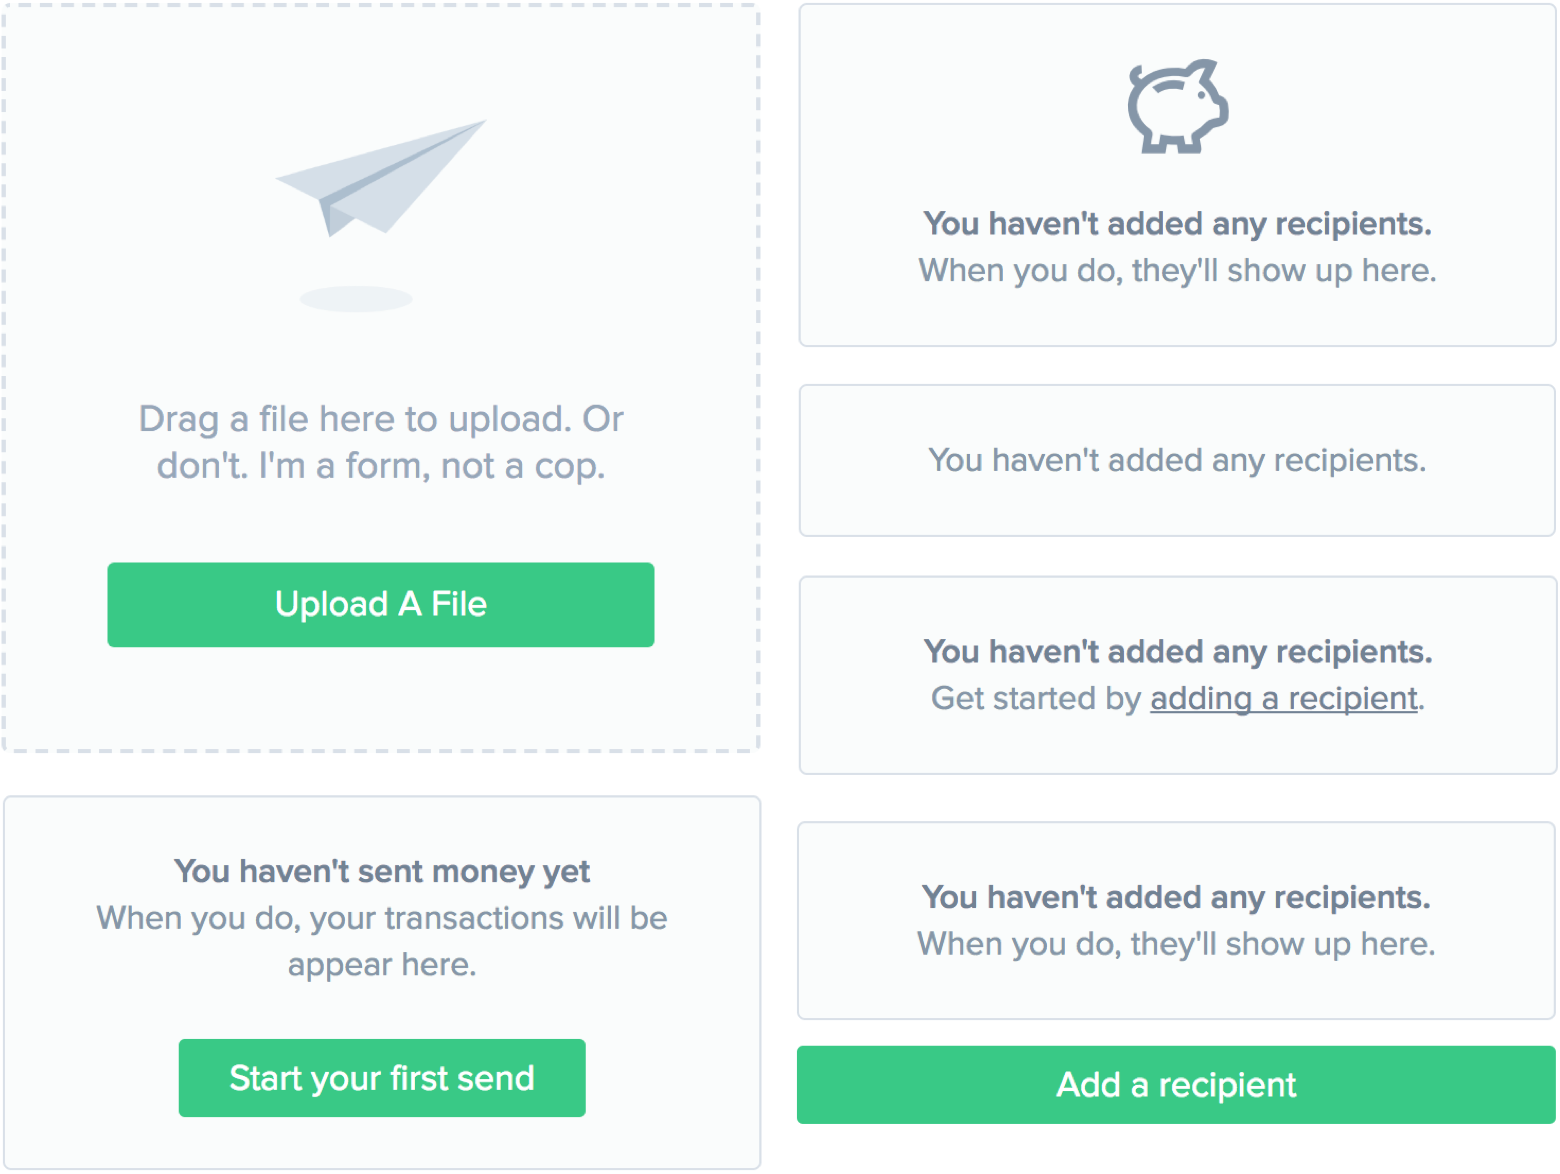 Drag a file here to upload. Or
don't. I'm a form, not a cop.
Upload A File
You haven't sent money yet
When you do, your transactions will be
appear here.
Start your first send
You haven't added any recipients.
When you do, they'll show up here.
You haven't added any recipients.
You haven't added any recipients.
Get started by adding a recipient.
You haven't added any recipients.
When you do, they'll show up here.
Add a recipient